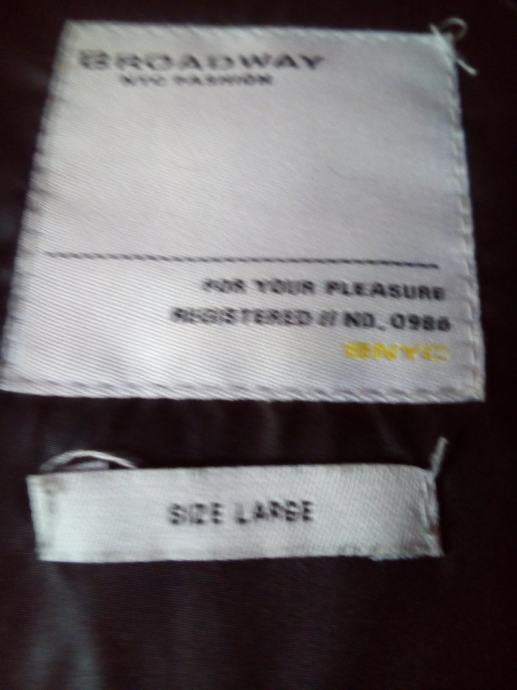 BROADWAY
NYC FASHION
FOR YOUR PLEASURE
REGISTERED // NO. 0986
BNYC
SIZE LARGE